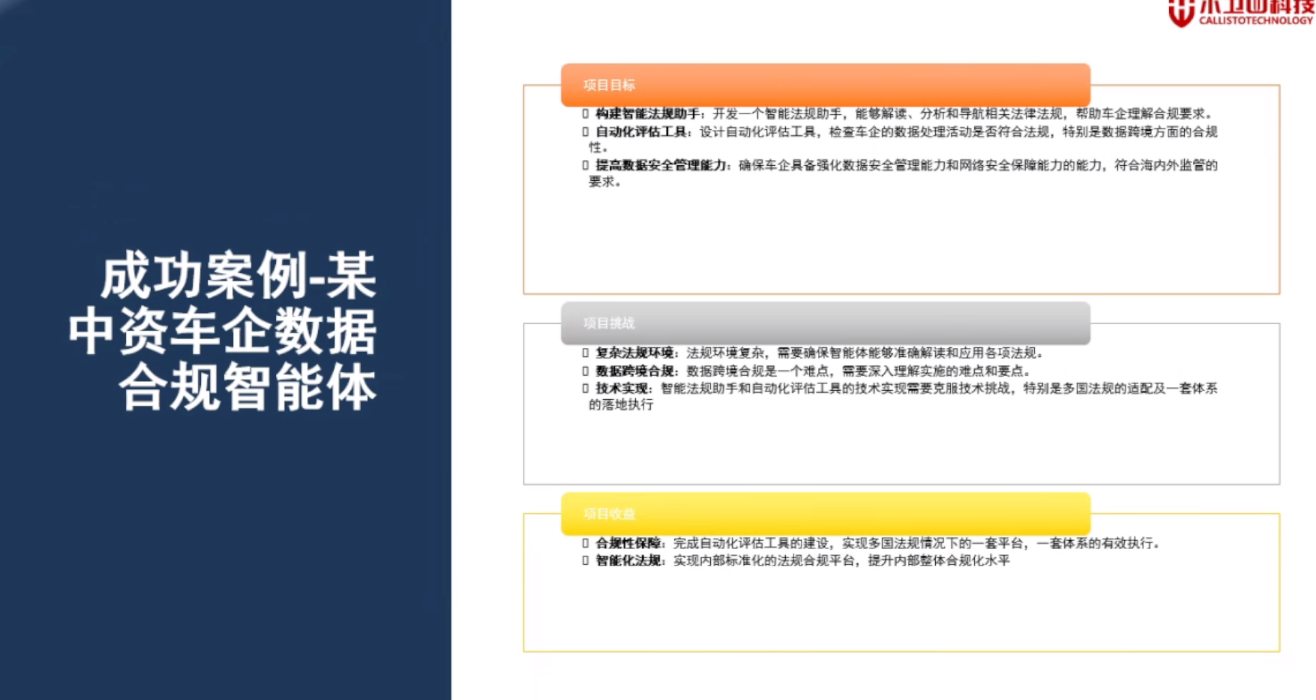 成功案例-某
中资车企数据
合规智能体
木卫四科技
CALLISTOTECHNOLOGY
项目目标
构建智能法规助手：开发一个智能法规助手，能够解读、分析和导航相关法律法规，帮助车企理解合规要求。
自动化评估工具：设计自动化评估工具，检查车企的数据处理活动是否符合法规，特别是数据跨境方面的合规
性。
提高数据安全管理能力：确保车企具备强化数据安全管理能力和网络安全保障能力的能力，符合海内外监管的
要求。
项目挑战
复杂法规环境：法规环境复杂，需要确保智能体能够准确解读和应用各项法规。
数据跨境合规：数据跨境合规是一个难点，需要深入理解实施的难点和要点。
技术实现：智能法规助手和自动化评估工具的技术实现需要克服技术挑战，特别是多国法规的适配及一套体系
的落地执行
项目收益
合规性保障：完成自动化评估工具的建设，实现多国法规情况下的一套平台，一套体系的有效执行。
智能化法规：实现内部标准化的法规合规平台，提升内部整体合规化水平